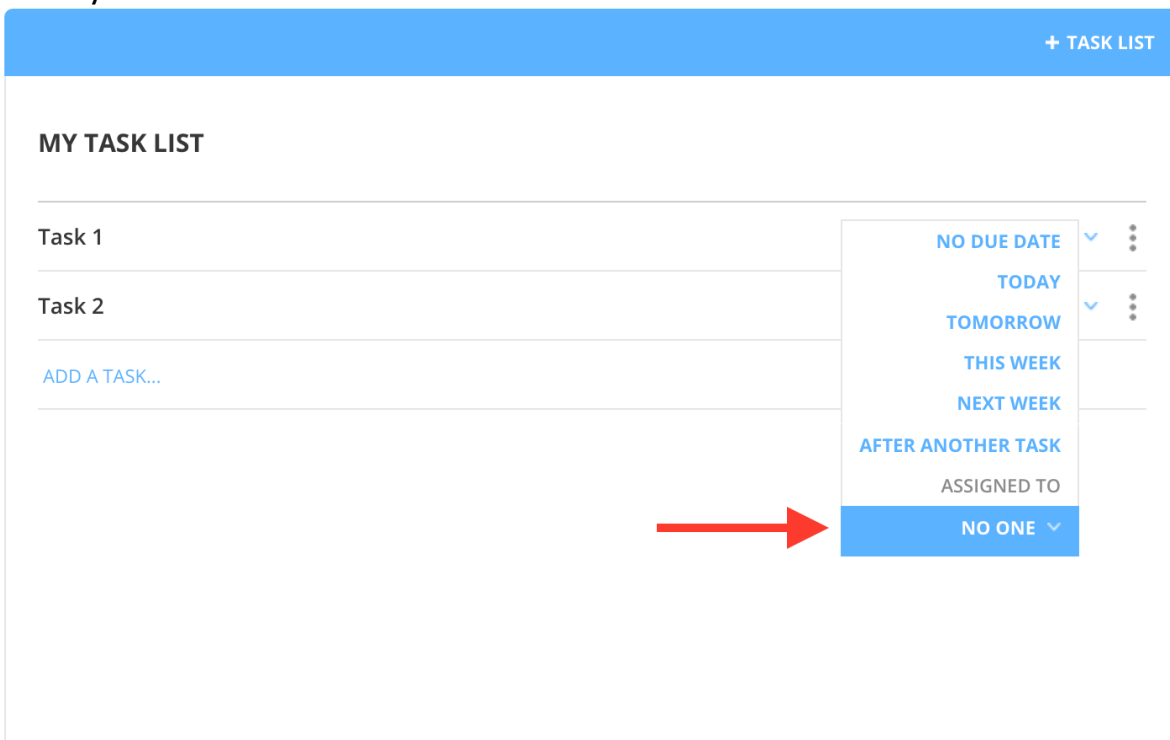 + TASK LIST
MY TASK LIST
Task 1
NO DUE DATE
TODAY
Task 2
TOMORROW
THIS WEEK
ADD A TASK...
NEXT WEEK
AFTER ANOTHER TASK
ASSIGNED TO
NO ONE